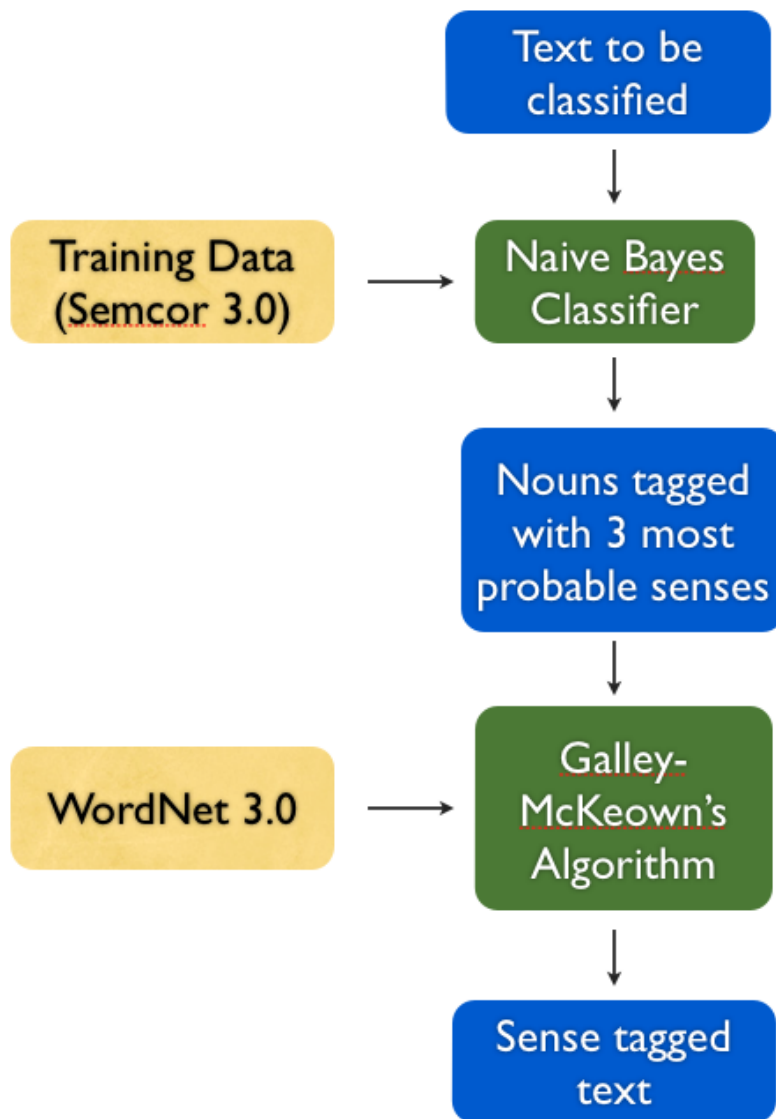 Text to be
classified
Training Data
(Semcor 3.0)
Naive Bayes
Classifier
Nouns tagged
with 3 most
probable senses
WordNet 3.0
Galley-
McKeown's
Algorithm
Sense tagged
text